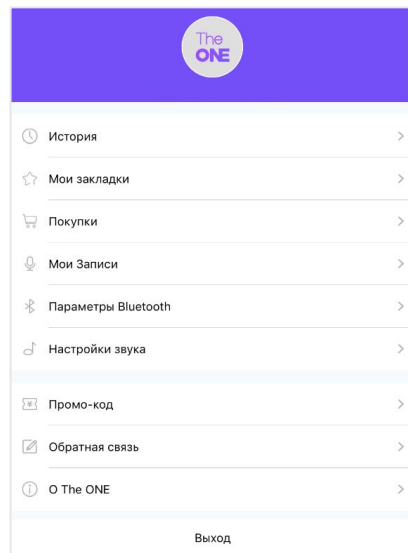 The
ONE
История
Мои закладки
Покупки
Мои Записи
Параметры Bluetooth
Настройки звука
Промо-код
Обратная связь
О The ONE
Выход